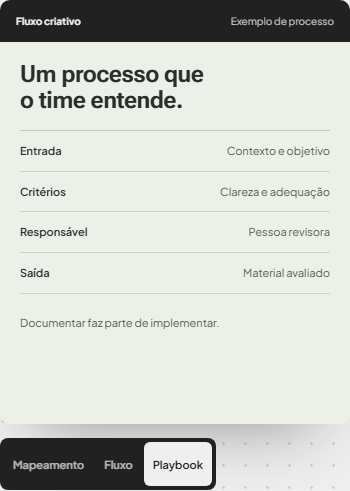 Fluxo criativo
Exemplo de processo
Um processo que
o time entende.
Entrada
Contexto e objetivo
Critérios
Clareza e adequação
Responsável
Pessoa revisora
Saída
Material avaliado
Documentar faz parte de implementar.
Mapeamento
Fluxo
Playbook